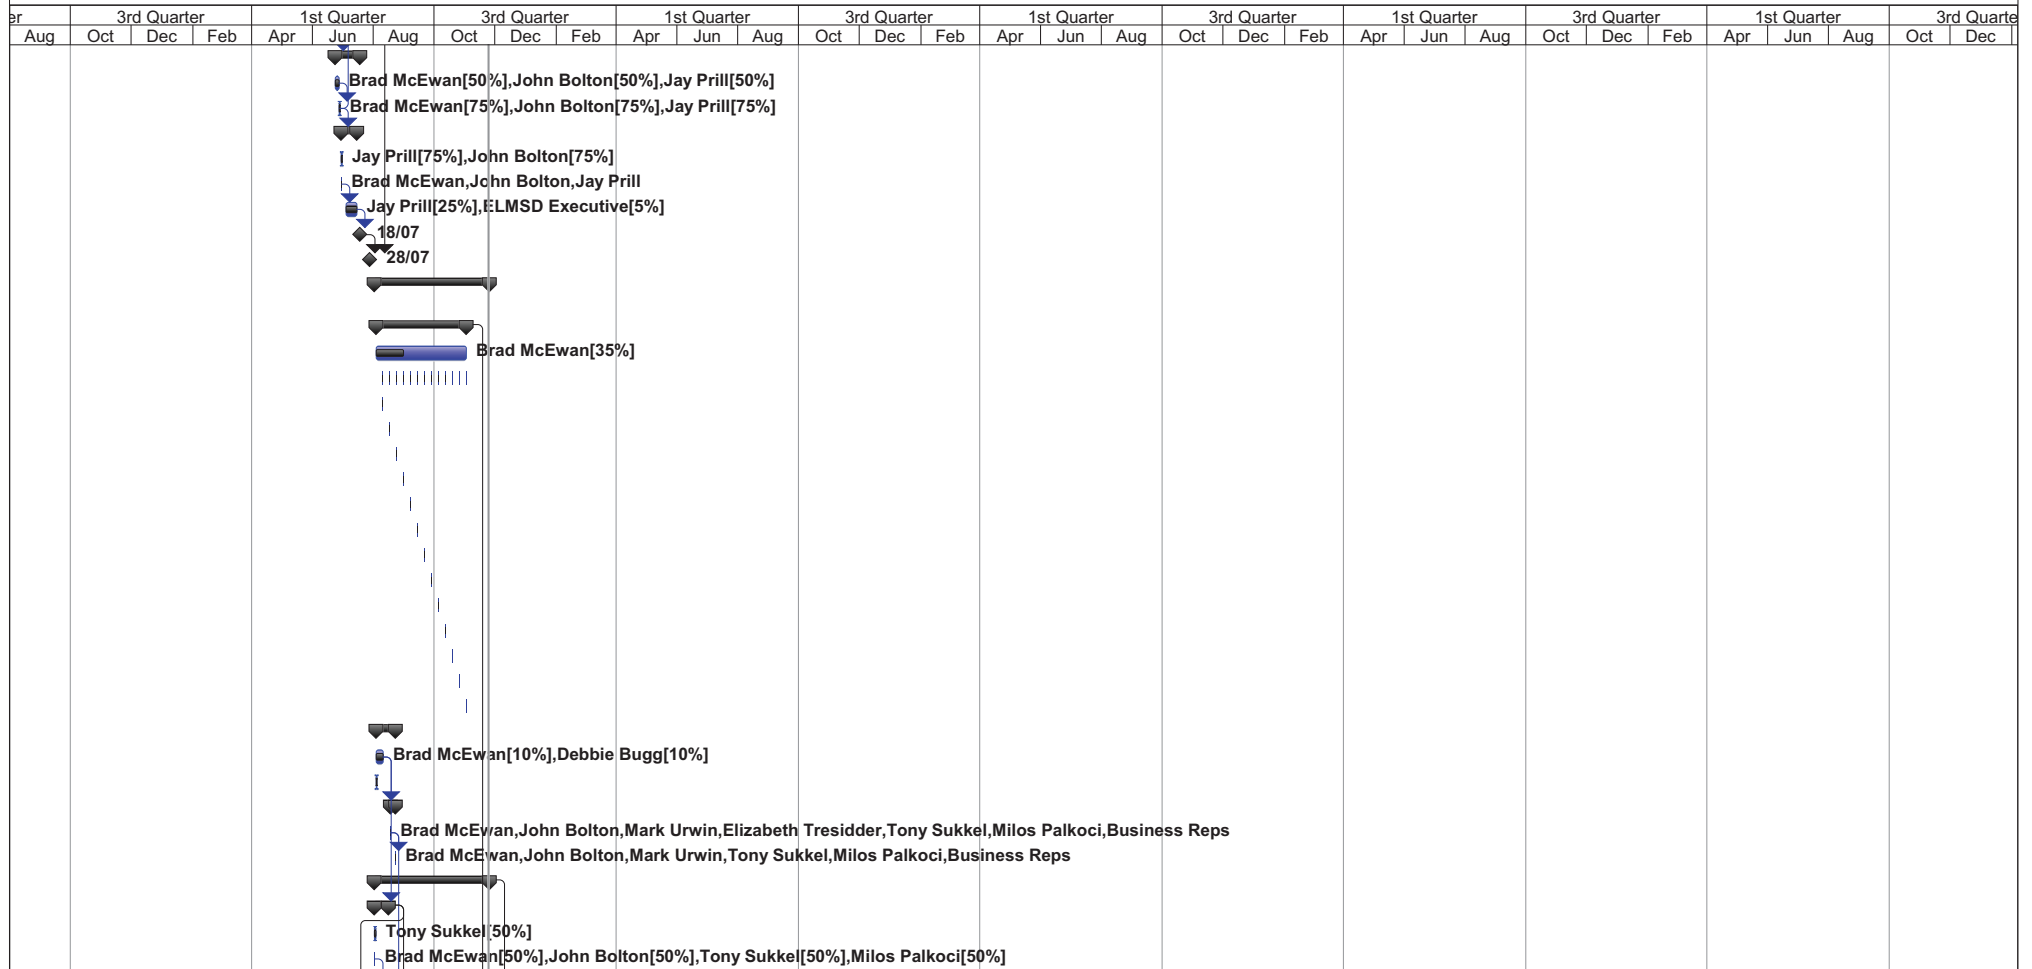 er 3rd Quarter 1st Quarter 3rd Quarter 1st Quarter 3rd Quarter 1st Quarter 3rd Quarter 1st Quarter 3rd Quarter 1st Quarter 3rd Quarte
Aug Oct Dec Feb Apr Jun Aug Oct Dec Feb Apr Jun Aug Oct Dec Feb Apr Jun Aug Oct Dec Feb Apr Jun Aug Oct Dec Feb Apr Jun Aug Oct Dec
Brad McEwan[50%],John Bolton[50%],Jay Prill[50%]
Brad McEwan[75%],John Bolton[75%],Jay Prill[75%]
Jay Prill[75%],John Bolton[75%]
Brad McEwan,John Bolton,Jay Prill
Jay Prill[25%],ELMSD Executive[5%]
18/07
28/07
Brad McEwan[35%]
Brad McEwan[10%],Debbie Bugg[10%]
Brad McEwan,John Bolton,Mark Urwin,Elizabeth Tresidder,Tony Sukkel,Milos Palkoci,Business Reps
Brad McEwan,John Bolton,Mark Urwin,Tony Sukkel,Milos Palkoci,Business Reps
Tony Sukkel[50%]
Brad McEwan[50%],John Bolton[50%],Tony Sukkel[50%],Milos Palkoci[50%]